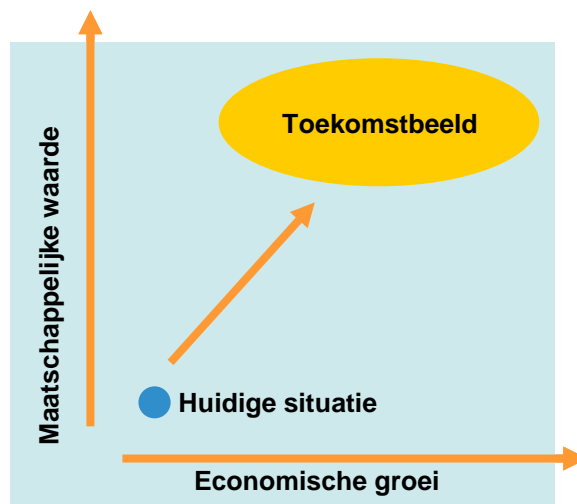 Toekomstbeeld
Maatschappelijke waarde
Huidige situatie
Economische groei